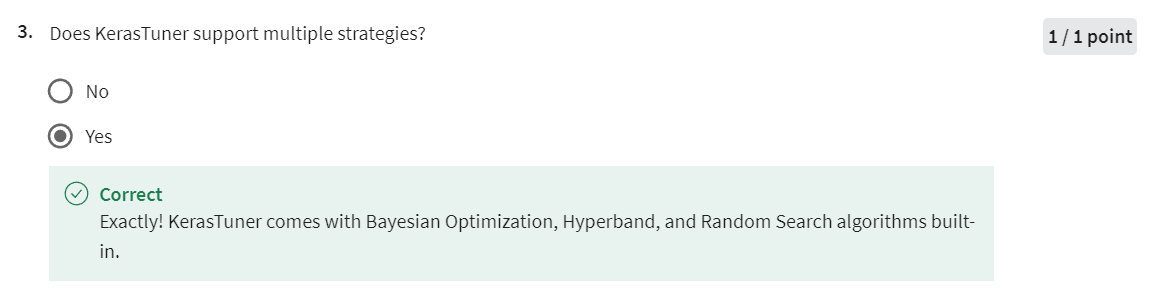 3. Does KerasTuner support multiple strategies?
1 / 1 point
No
Yes
Correct
Exactly! KerasTuner comes with Bayesian Optimization, Hyperband, and Random Search algorithms built-
in.